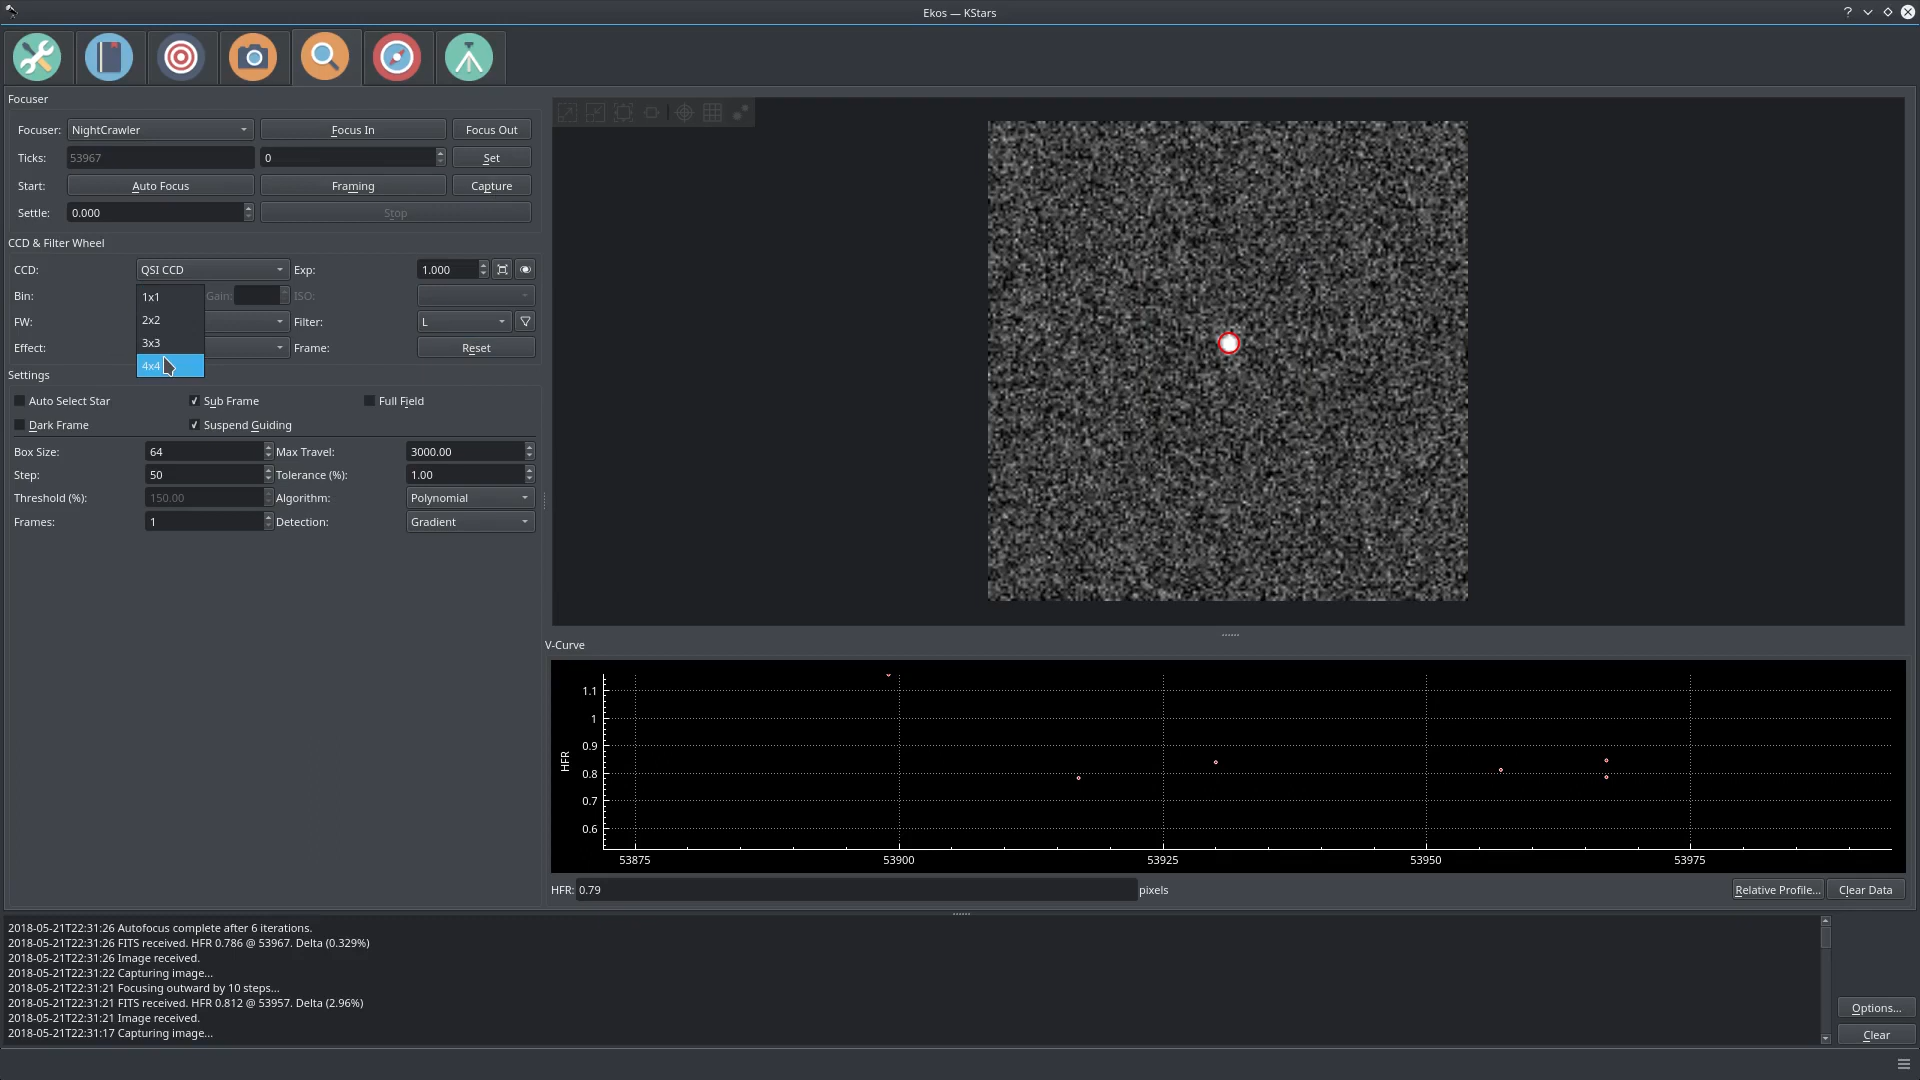 Ekos — KStars
Focuser
Focuser: NightCrawler Focus In Focus Out
Ticks: 53967 0 Set
Start: Auto Focus Framing Capture
Settle: 0.000 Stop
CCD & Filter Wheel
CCD: QSI CCD Exp: 1.000
Bin: 1x1 Gain: ISO:
2x2
FW: Filter: L
3x3
Effect: Frame: Reset
4x4
Settings
Auto Select Star Sub Frame Full Field
Dark Frame Suspend Guiding
Box Size: 64 Max Travel: 3000.00
Step: 50 Tolerance (%): 1.00
Threshold (%): 150.00 Algorithm: Polynomial
Frames: 1 Detection: Gradient
V-Curve
1.1
1
0.9
HFR
0.8
0.7
0.6
53875 53900 53925 53950 53975
HFR: 0.79 pixels Relative Profile... Clear Data
2018-05-21T22:31:26 Autofocus complete after 6 iterations.
2018-05-21T22:31:26 FITS received. HFR 0.786 @ 53967. Delta (0.329%)
2018-05-21T22:31:26 Image received.
2018-05-21T22:31:22 Capturing image...
2018-05-21T22:31:21 Focusing outward by 10 steps...
2018-05-21T22:31:21 FITS received. HFR 0.812 @ 53957. Delta (2.96%)
2018-05-21T22:31:21 Image received.
2018-05-21T22:31:17 Capturing image...
Options...
Clear